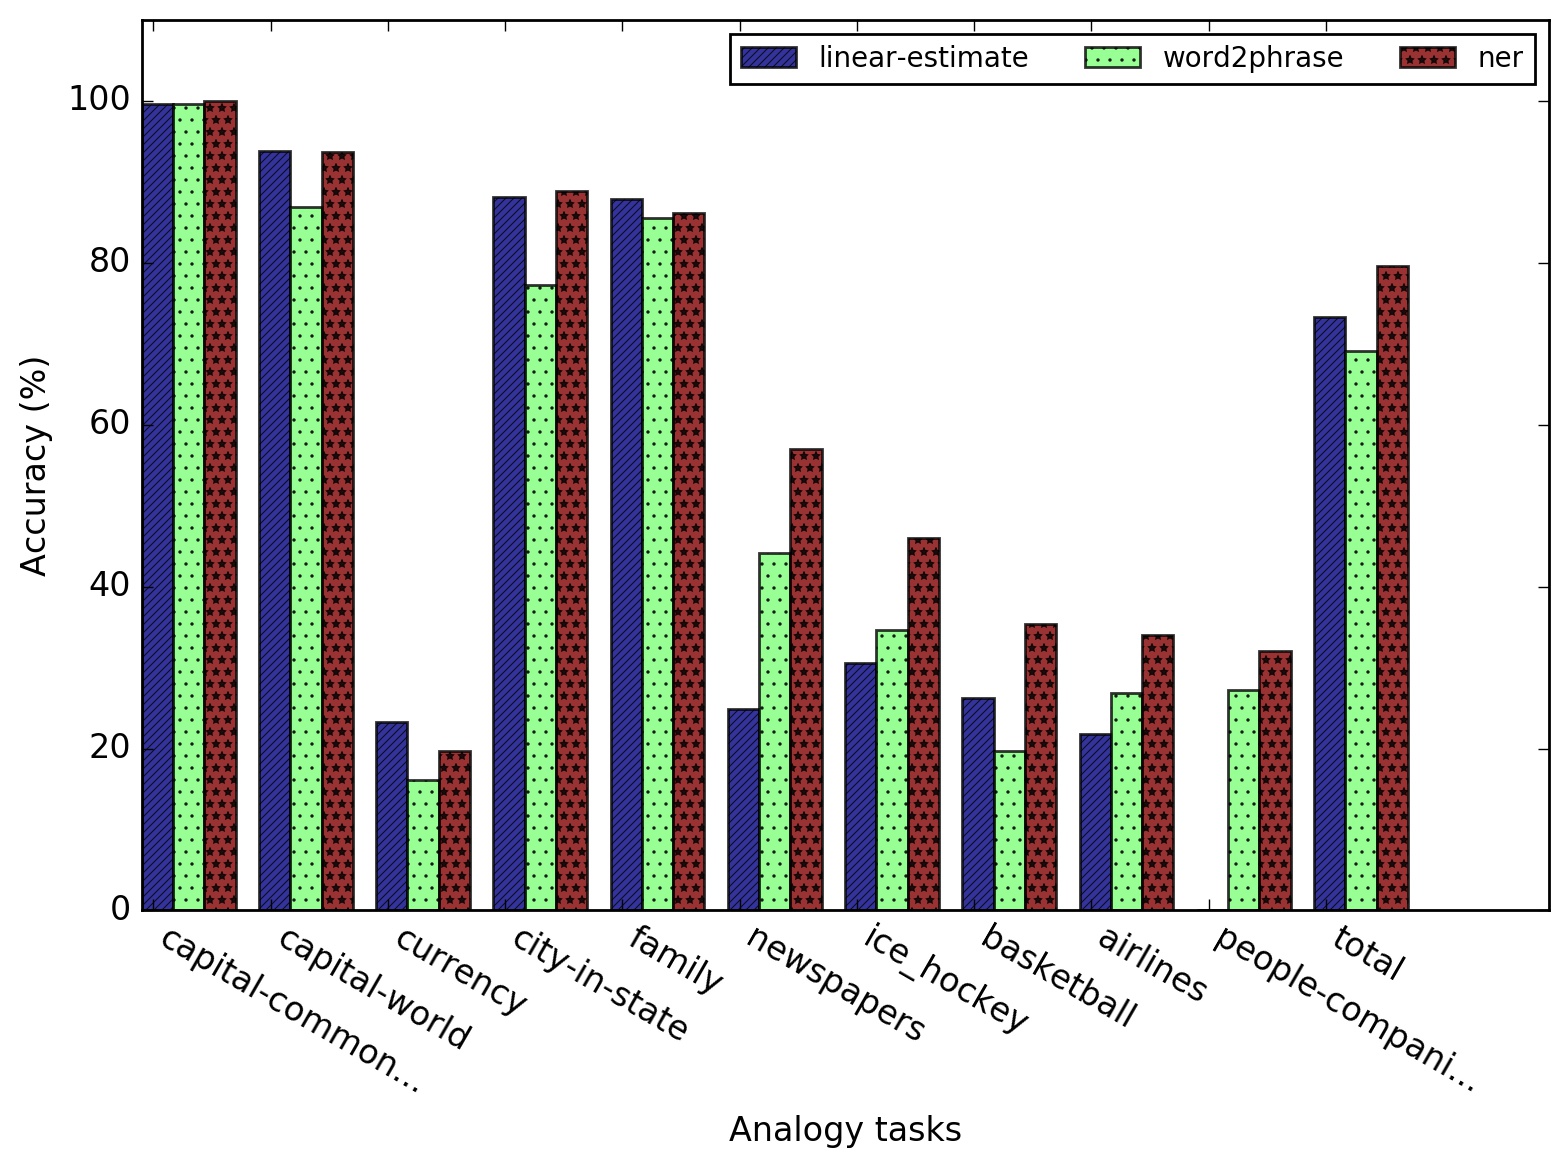 linear-estimate word2phrase ner
100
80
60
40
20
0
Accuracy (%)
capital-common...
capital-world
currency
city-in-state
family
newspapers
ice_hockey
basketball
airlines
people-compani...
total
Analogy tasks